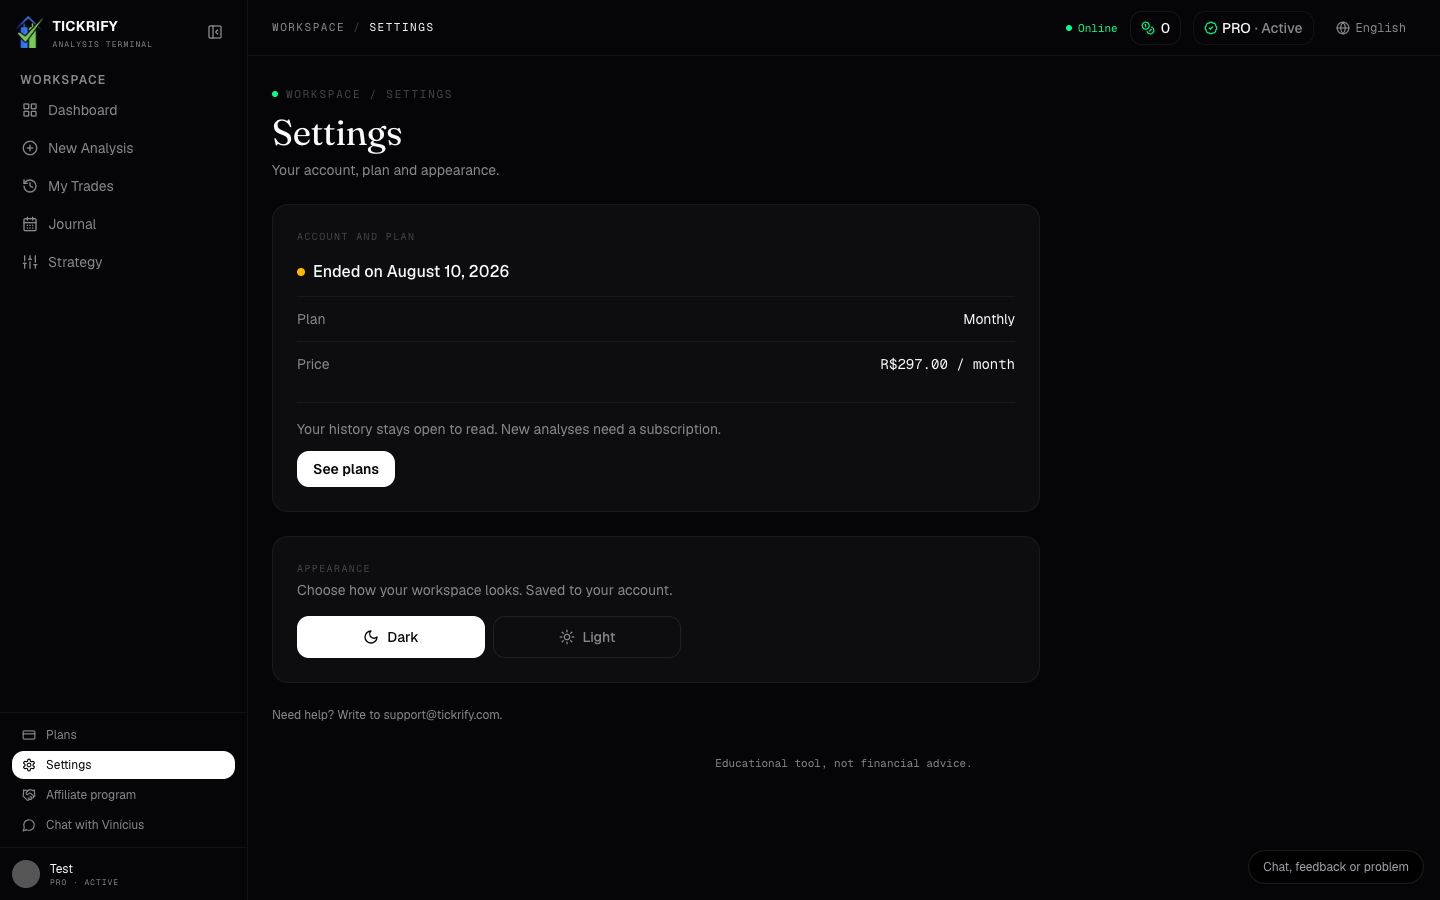 TICKRIFY
ANALYSIS TERMINAL
WORKSPACE
Dashboard
New Analysis
My Trades
Journal
Strategy
Plans
Settings
Affiliate program
Chat with Vinícius
Test
PRO · ACTIVE
WORKSPACE / SETTINGS
Online
0
PRO · Active
English
WORKSPACE / SETTINGS
Settings
Your account, plan and appearance.
ACCOUNT AND PLAN
Ended on August 10, 2026
Plan Monthly
Price R$297.00 / month
Your history stays open to read. New analyses need a subscription.
See plans
APPEARANCE
Choose how your workspace looks. Saved to your account.
Dark
Light
Need help? Write to support@tickrify.com.
Educational tool, not financial advice.
Chat, feedback or problem